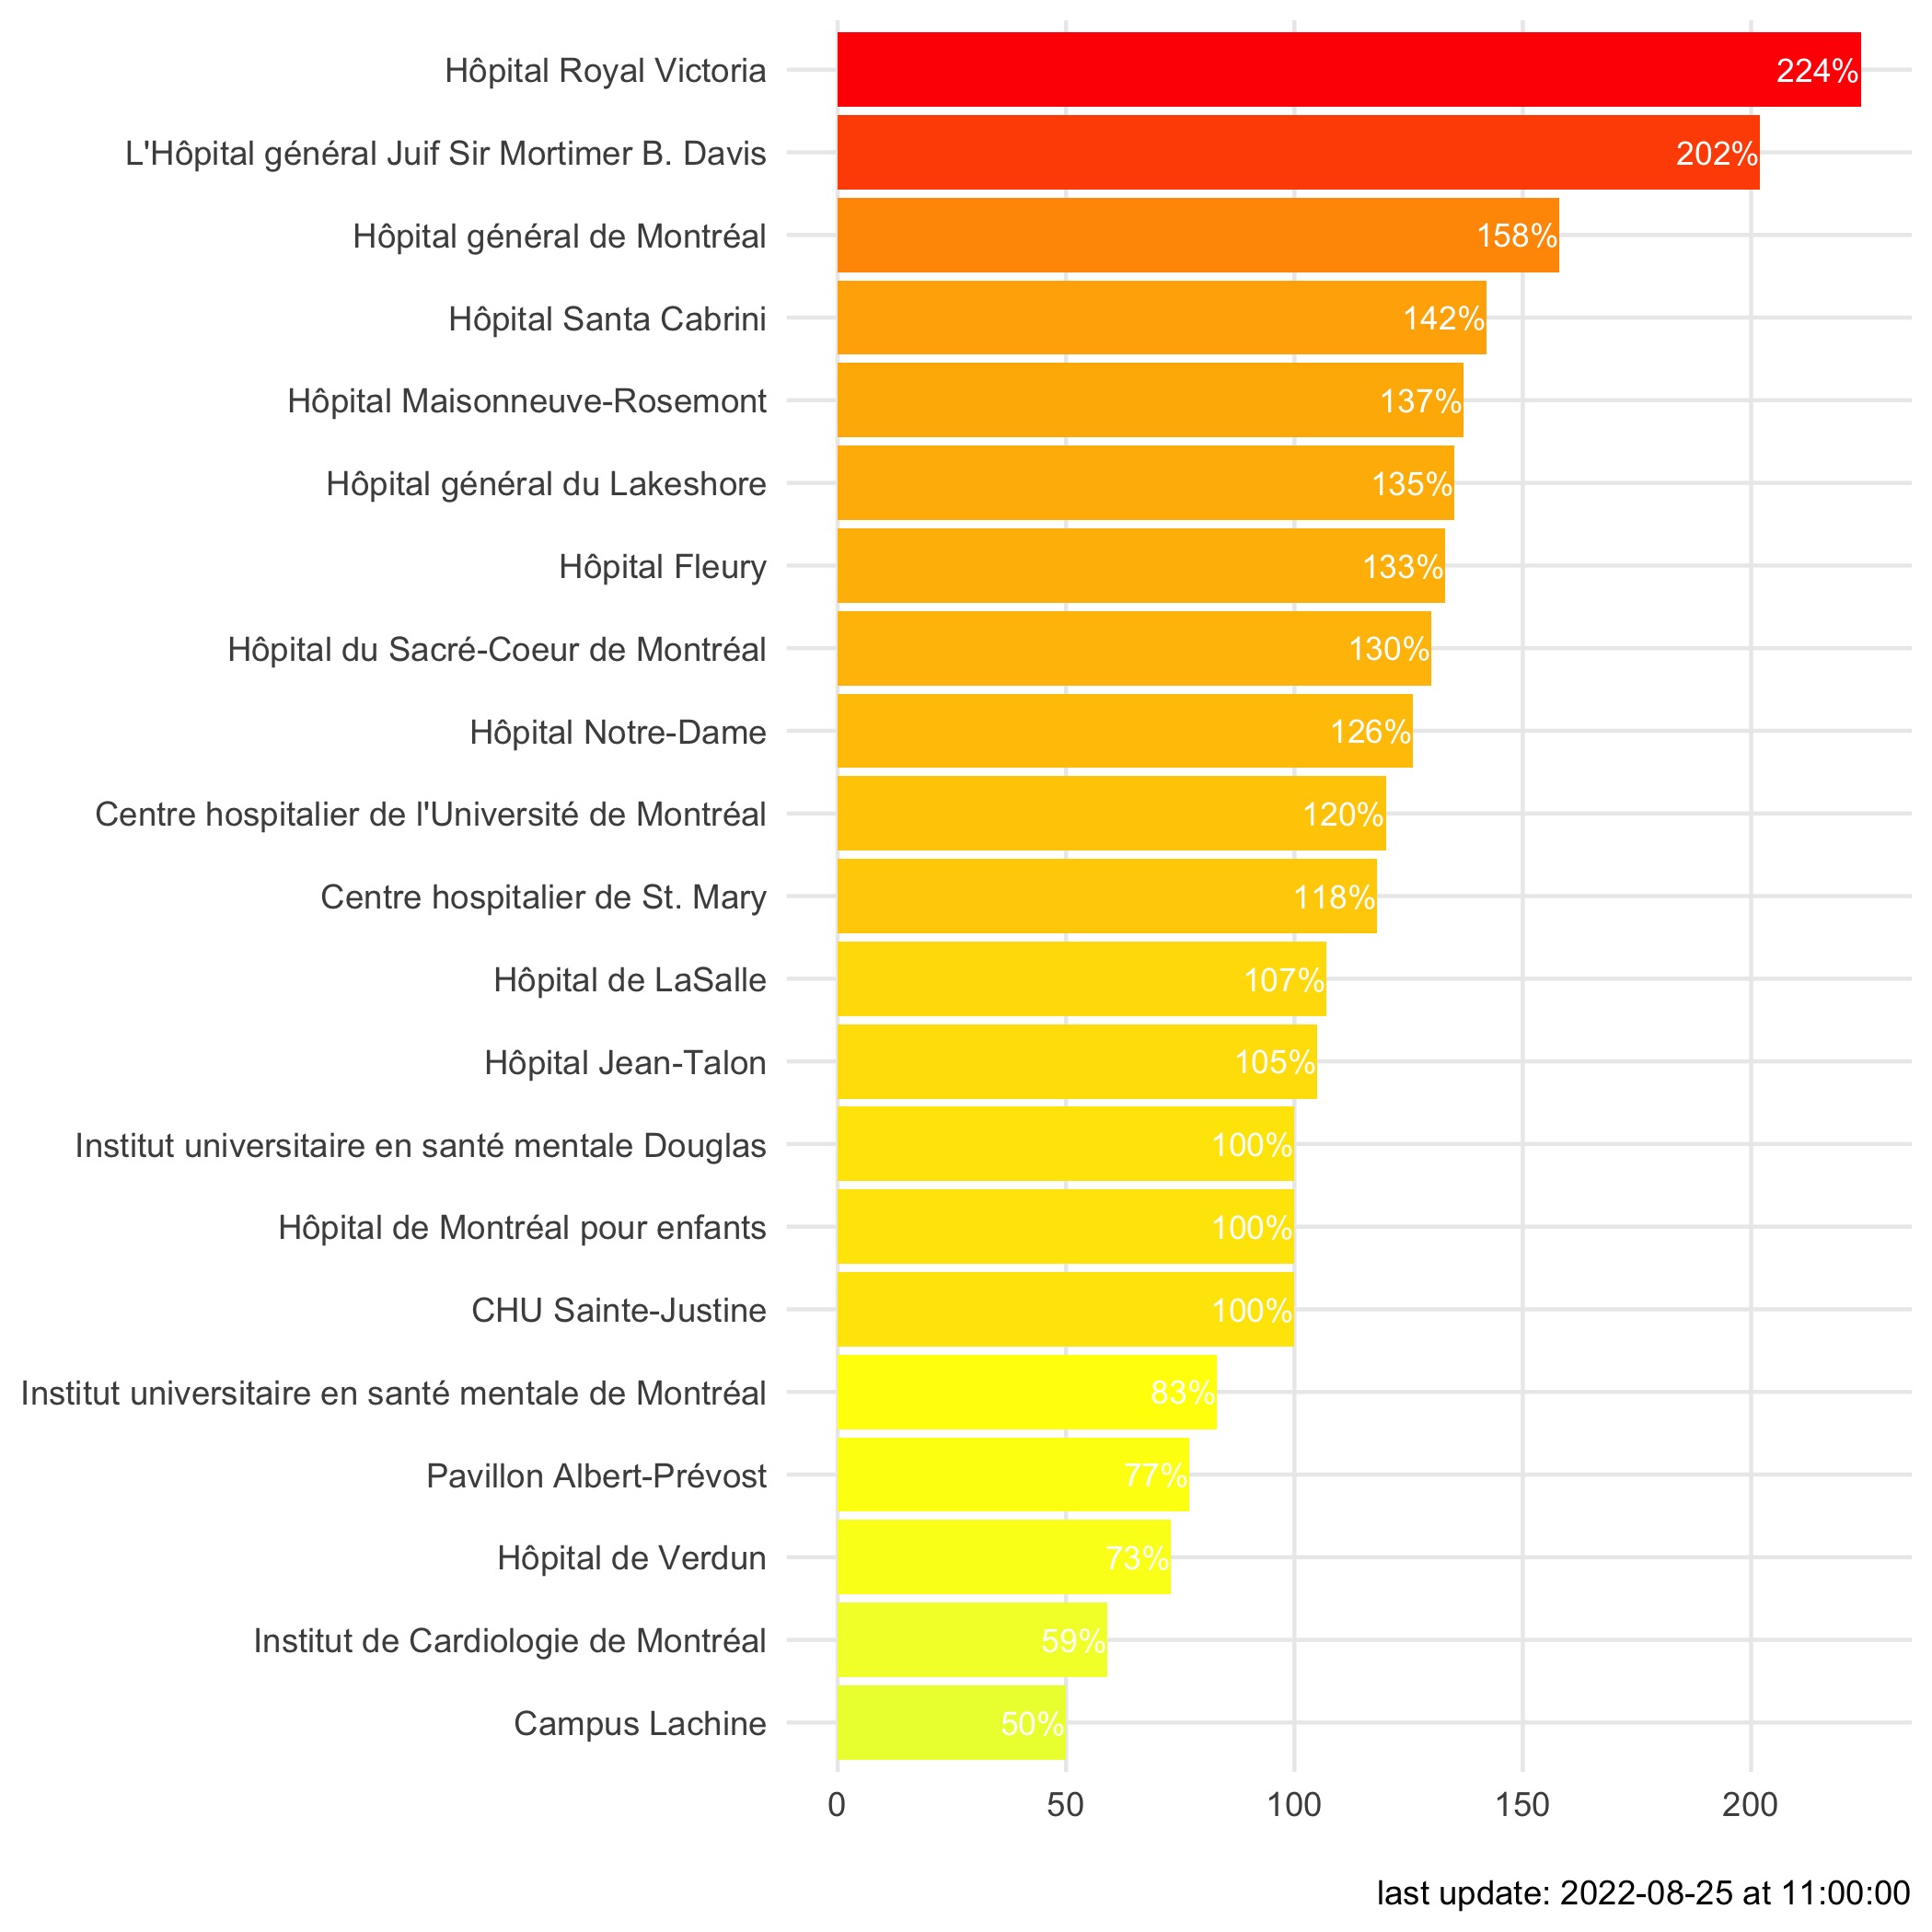 Hôpital Royal Victoria 224%
L'Hôpital général Juif Sir Mortimer B. Davis 202%
Hôpital général de Montréal 158%
Hôpital Santa Cabrini 142%
Hôpital Maisonneuve-Rosemont 137%
Hôpital général du Lakeshore 135%
Hôpital Fleury 133%
Hôpital du Sacré-Coeur de Montréal 130%
Hôpital Notre-Dame 126%
Centre hospitalier de l'Université de Montréal 120%
Centre hospitalier de St. Mary 118%
Hôpital de LaSalle 107%
Hôpital Jean-Talon 105%
Institut universitaire en santé mentale Douglas 100%
Hôpital de Montréal pour enfants 100%
CHU Sainte-Justine 100%
Institut universitaire en santé mentale de Montréal 83%
Pavillon Albert-Prévost 77%
Hôpital de Verdun 73%
Institut de Cardiologie de Montréal 59%
Campus Lachine 50%
0 50 100 150 200
last update: 2022-08-25 at 11:00:00